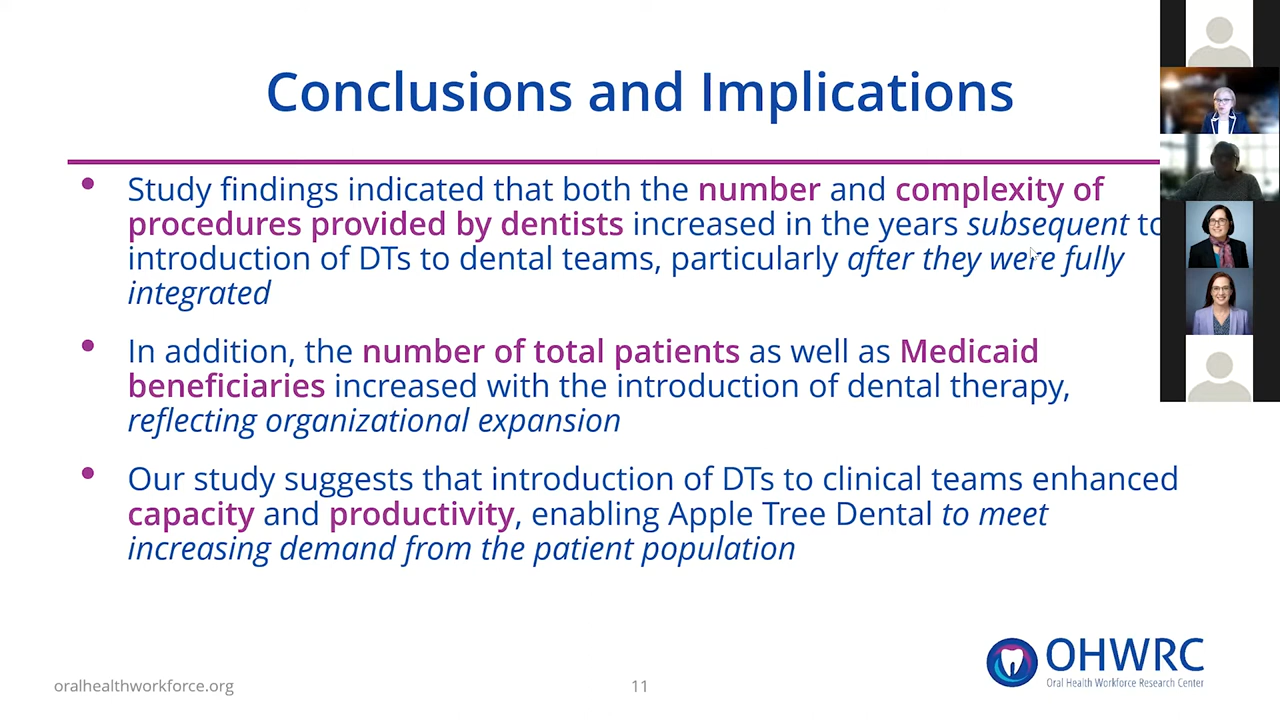 Conclusions and Implications
• Study findings indicated that both the number and complexity of
procedures provided by dentists increased in the years subsequent to
introduction of DTs to dental teams, particularly after they were fully
integrated
• In addition, the number of total patients as well as Medicaid
beneficiaries increased with the introduction of dental therapy,
reflecting organizational expansion
• Our study suggests that introduction of DTs to clinical teams enhanced
capacity and productivity, enabling Apple Tree Dental to meet
increasing demand from the patient population
OHWRC
Oral Health Workforce Research Center
oralhealthworkforce.org
11